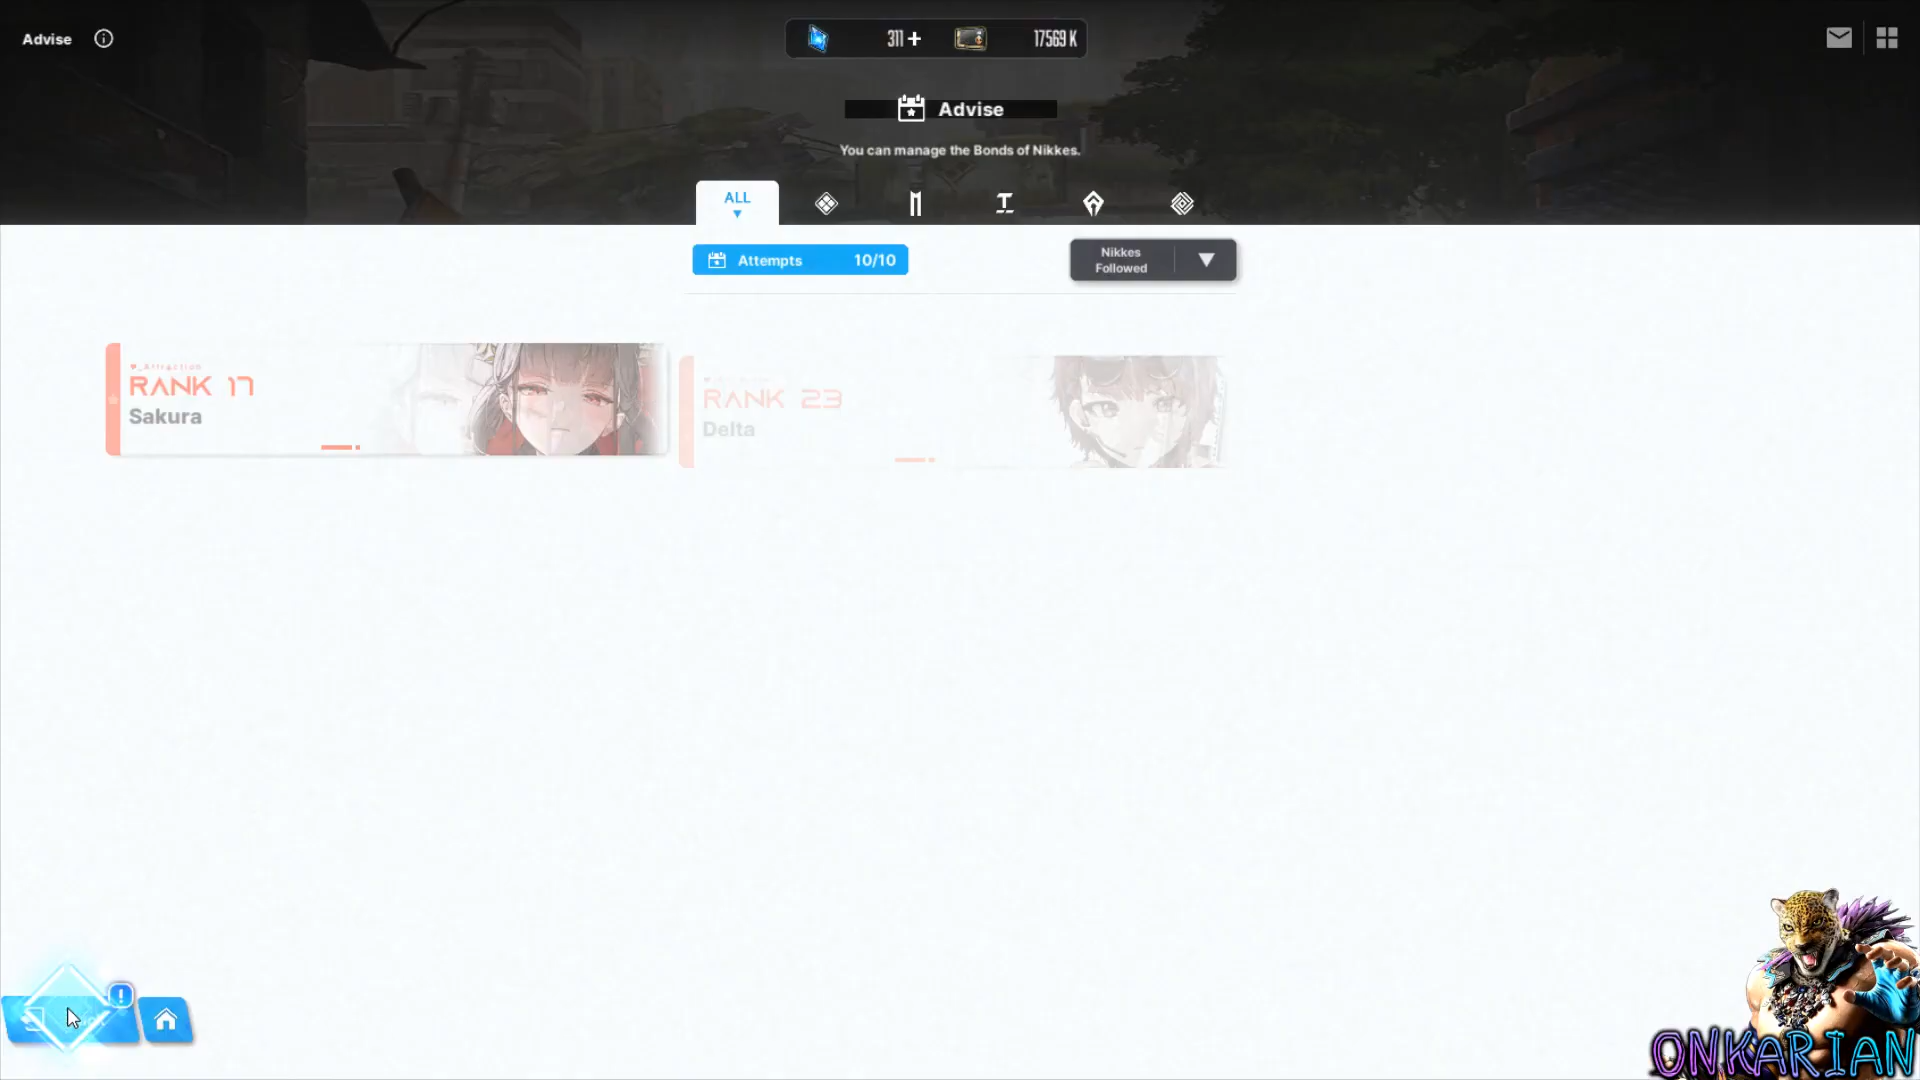 Advise
311
17569 K
Advise
You can manage the Bonds of Nikkes.
ALL
Attempts 10/10
Nikkes
Followed
Attraction
RANK 17
Sakura
RANK 23
Delta
ONKARIAN